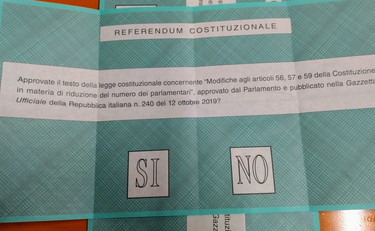 REFERENDUM COSTITUZIONALE
Approvate il testo della legge costituzionale concernente "Modifiche agli articoli 56, 57 e 59 della Costituzione
in materia di riduzione del numero dei parlamentari", approvato dal Parlamento e pubblicato nella Gazzetta
Ufficiale della Repubblica italiana n. 240 del 12 ottobre 2019?
SI NO